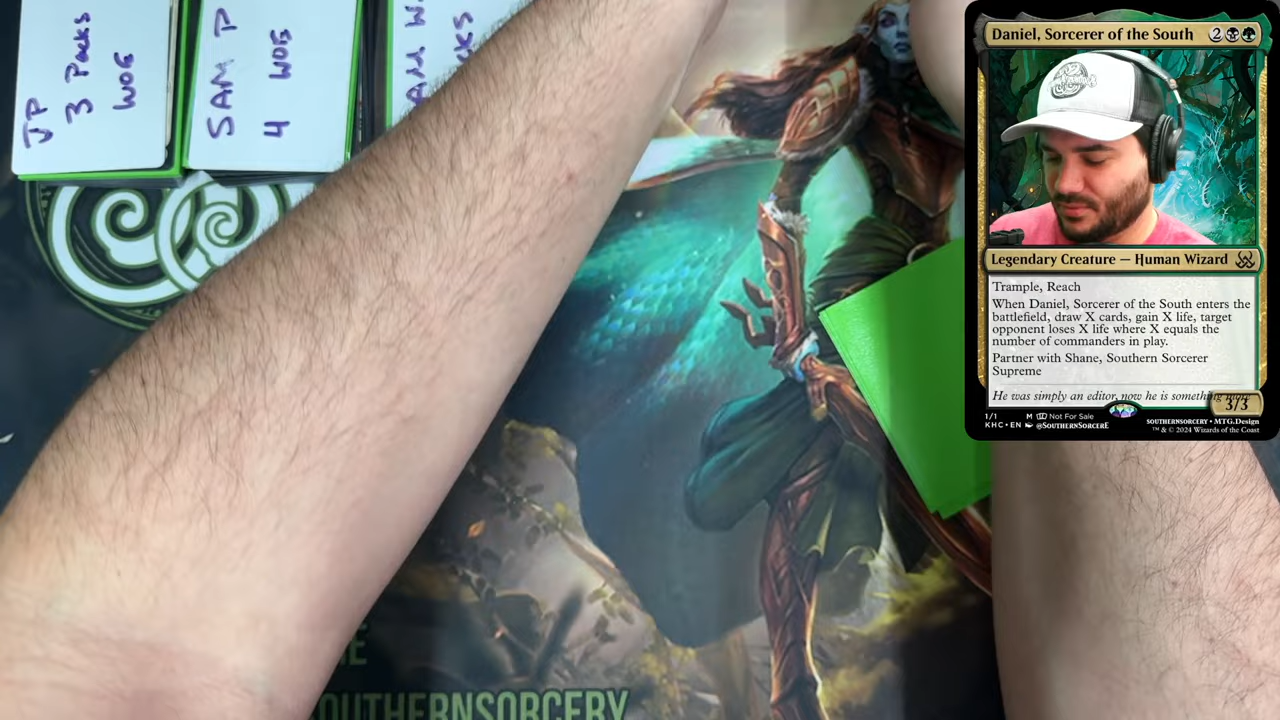 JP
3 Packs
WOE
SAM P
4 WOE
Daniel, Sorcerer of the South 2
Legendary Creature — Human Wizard
Trample, Reach
When Daniel, Sorcerer of the South enters the
battlefield, draw X cards, gain X life, target
opponent loses X life where X equals the
number of commanders in play.
Partner with Shane, Southern Sorcerer
Supreme
He was simply an editor, now he is something more
3/3
1/1 M Not For Sale
KHC • EN @SOUTHERNSORCERE
SOUTHERNSORCERY • MTG.Design
™ & © 2024 Wizards of the Coast
SOUTHERNSORCERY